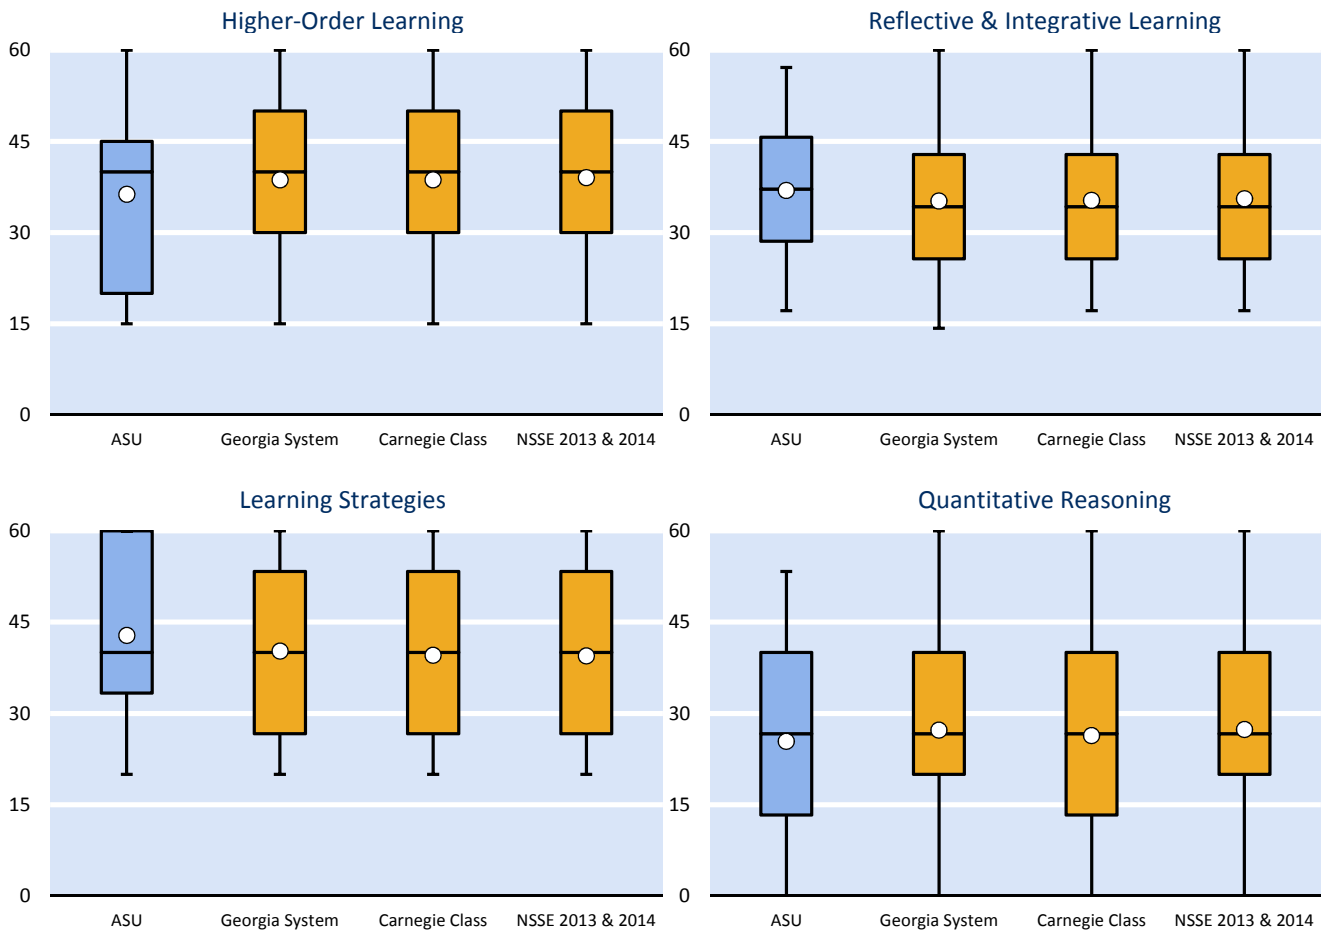 Higher-Order Learning
60
45
30
15
0
ASU Georgia System Carnegie Class NSSE 2013 & 2014
Reflective & Integrative Learning
60
45
30
15
0
ASU Georgia System Carnegie Class NSSE 2013 & 2014
Learning Strategies
60
45
30
15
0
ASU Georgia System Carnegie Class NSSE 2013 & 2014
Quantitative Reasoning
60
45
30
15
0
ASU Georgia System Carnegie Class NSSE 2013 & 2014